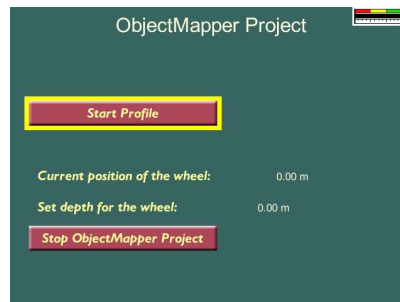 ObjectMapper Project
Start Profile
Current position of the wheel: 0.00 m
Set depth for the wheel: 0.00 m
Stop ObjectMapper Project